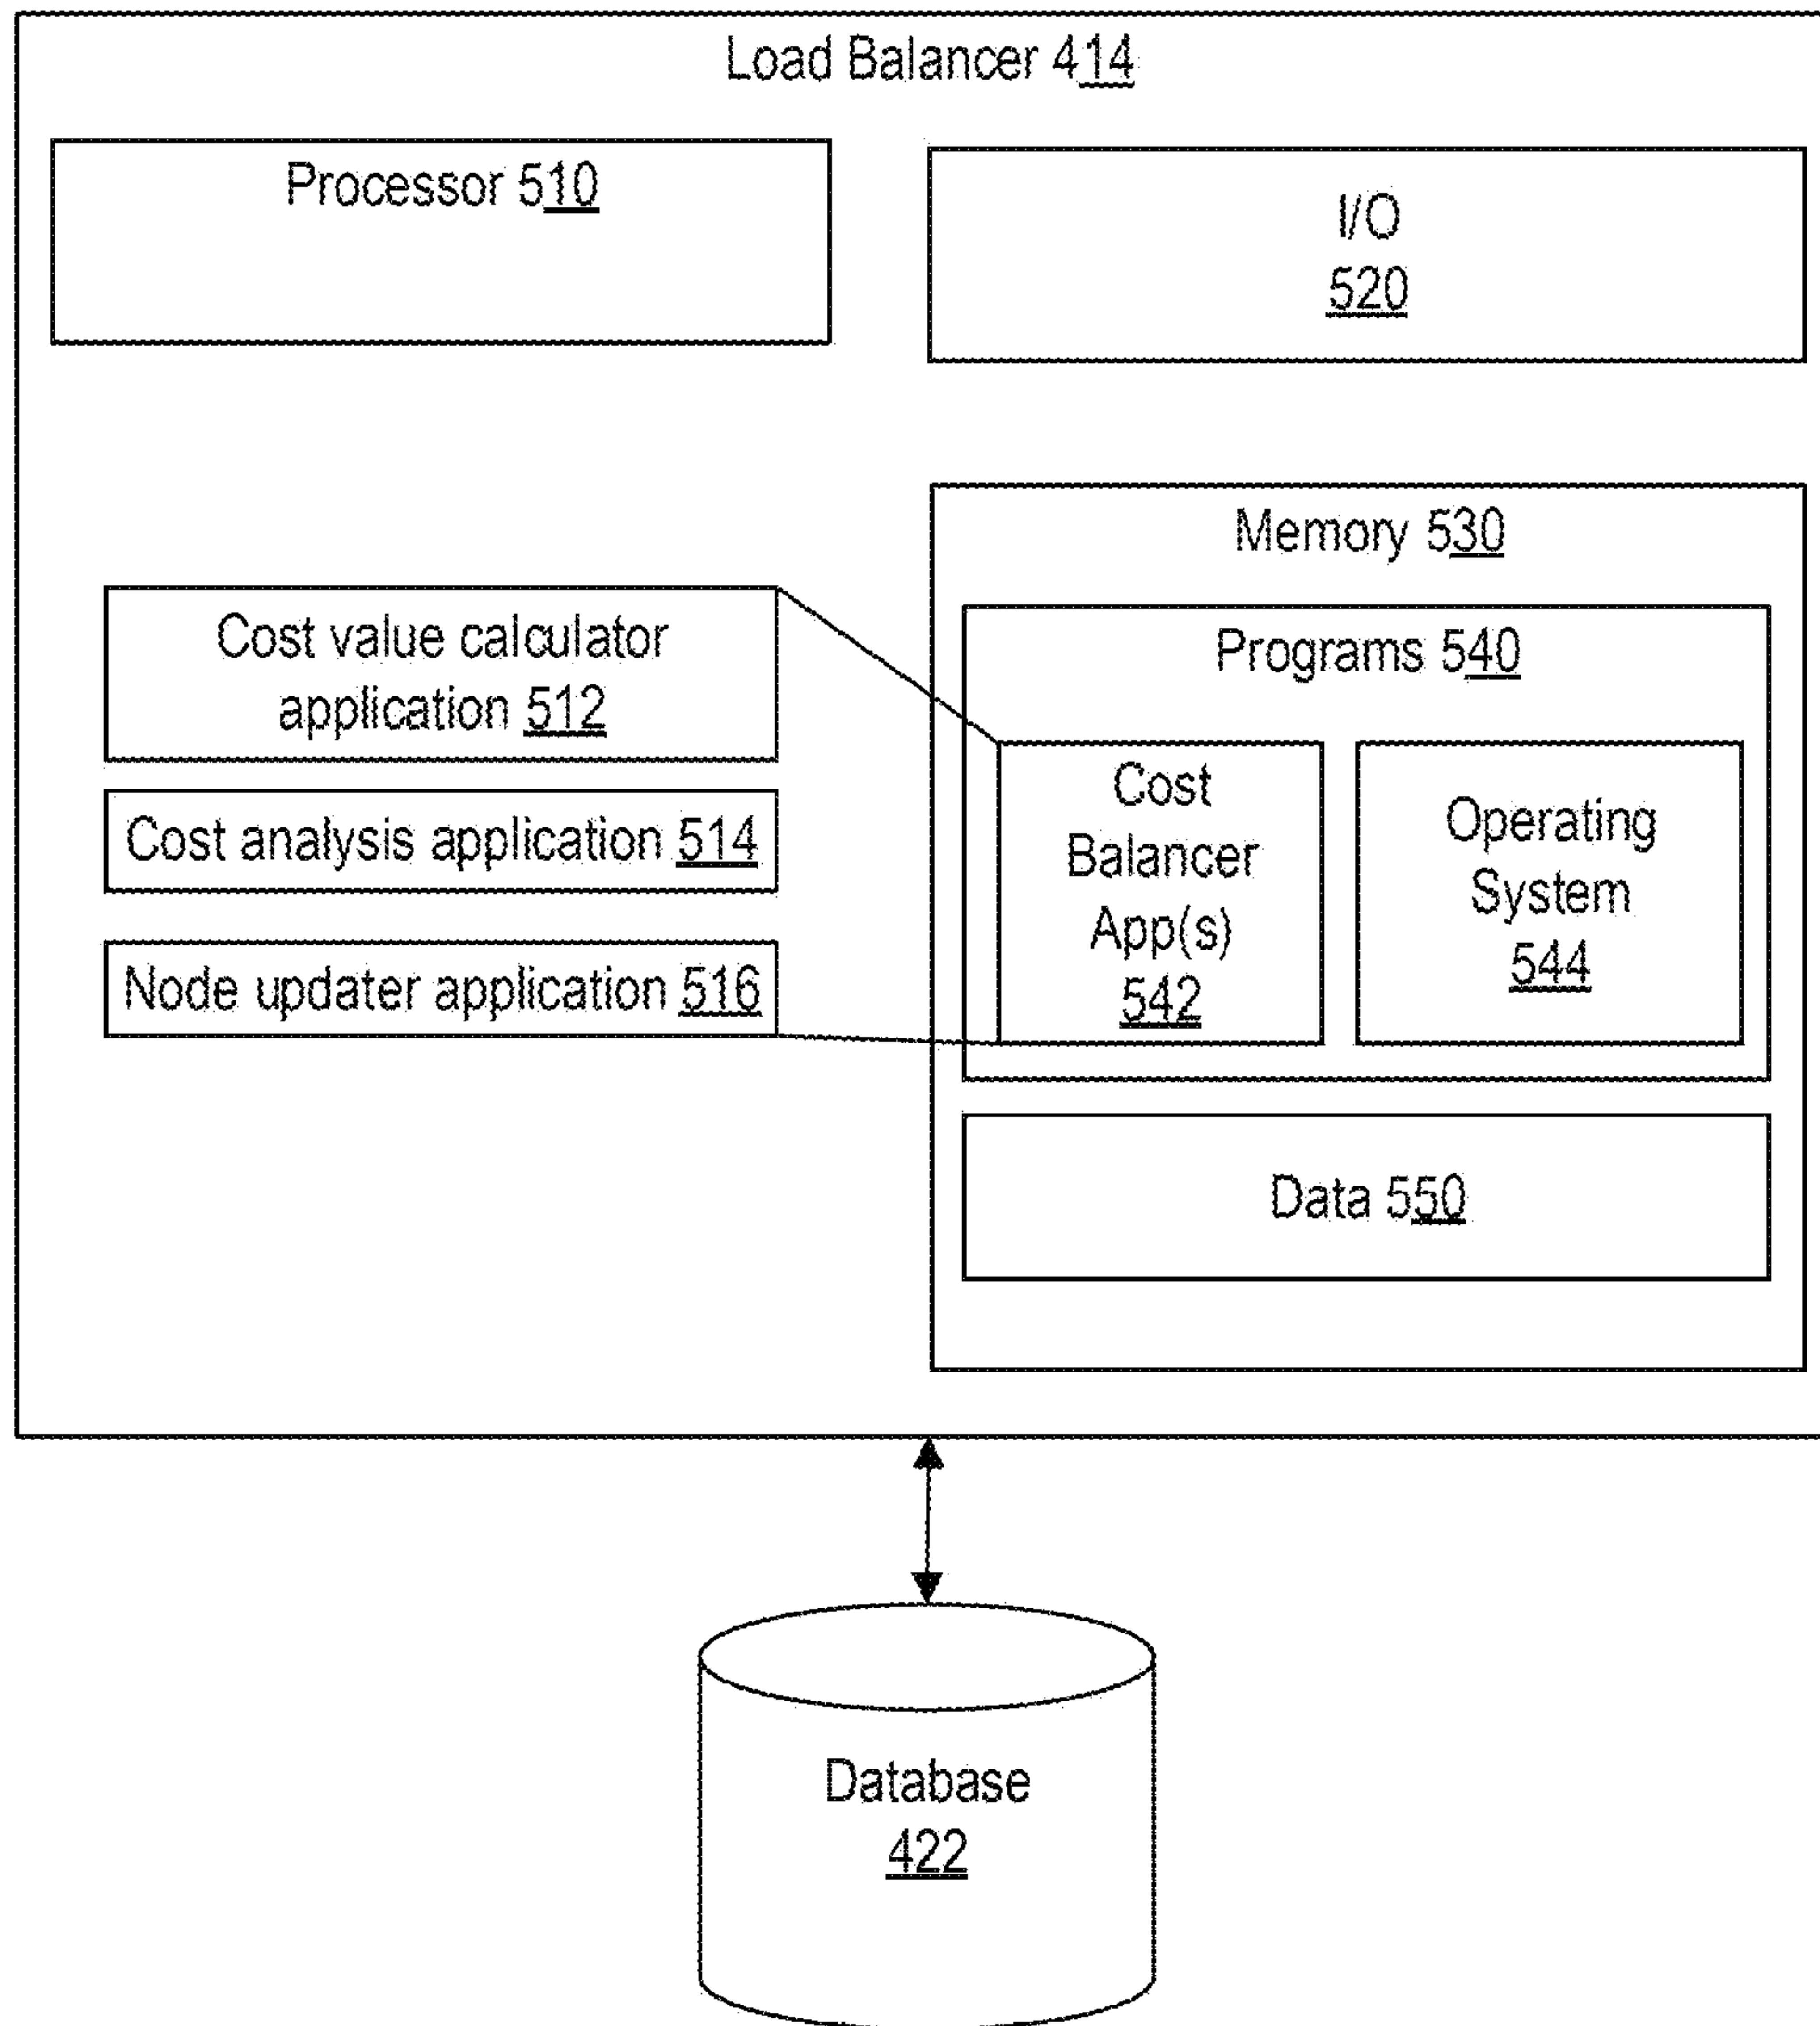 Load Balancer 414
Processor 510
I/O
520
Memory 530
Programs 540
Cost value calculator
application 512
Cost analysis application 514
Node updater application 516
Cost
Balancer
App(s)
542
Operating
System
544
Data 550
Database
422